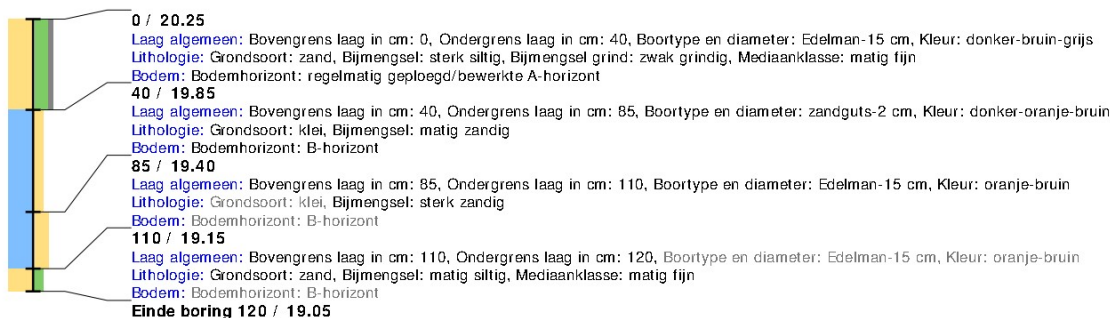 0 / 20.25
Laag algemeen: Bovengrens laag in cm: 0, Ondergrens laag in cm: 40, Boortype en diameter: Edelman-15 cm, Kleur: donker-bruin-grijs
Lithologie: Grondsoort: zand, Bijmengsel: sterk siltig, Bijmengsel grind: zwak grindig, Mediaanklasse: matig fijn
Bodem: Bodemhorizont: regelmatig geploegd/bewerkte A-horizont
40 / 19.85
Laag algemeen: Bovengrens laag in cm: 40, Ondergrens laag in cm: 85, Boortype en diameter: zandguts-2 cm, Kleur: donker-oranje-bruin
Lithologie: Grondsoort: klei, Bijmengsel: matig zandig
Bodem: Bodemhorizont: B-horizont
85 / 19.40
Laag algemeen: Bovengrens laag in cm: 85, Ondergrens laag in cm: 110, Boortype en diameter: Edelman-15 cm, Kleur: oranje-bruin
Lithologie: Grondsoort: klei, Bijmengsel: sterk zandig
Bodem: Bodemhorizont: B-horizont
110 / 19.15
Laag algemeen: Bovengrens laag in cm: 110, Ondergrens laag in cm: 120, Boortype en diameter: Edelman-15 cm, Kleur: oranje-bruin
Lithologie: Grondsoort: zand, Bijmengsel: matig siltig, Mediaanklasse: matig fijn
Bodem: Bodemhorizont: B-horizont
Einde boring 120 / 19.05